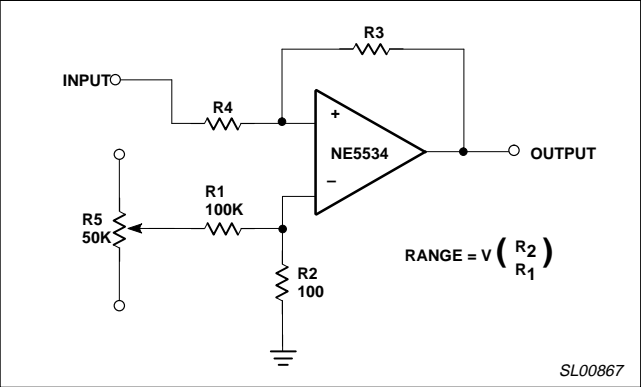 R3
INPUT
R4
+
NE5534
OUTPUT
–
R1
100K
R5
50K
RANGE = V ( R2
R1 )
R2
100
SL00867